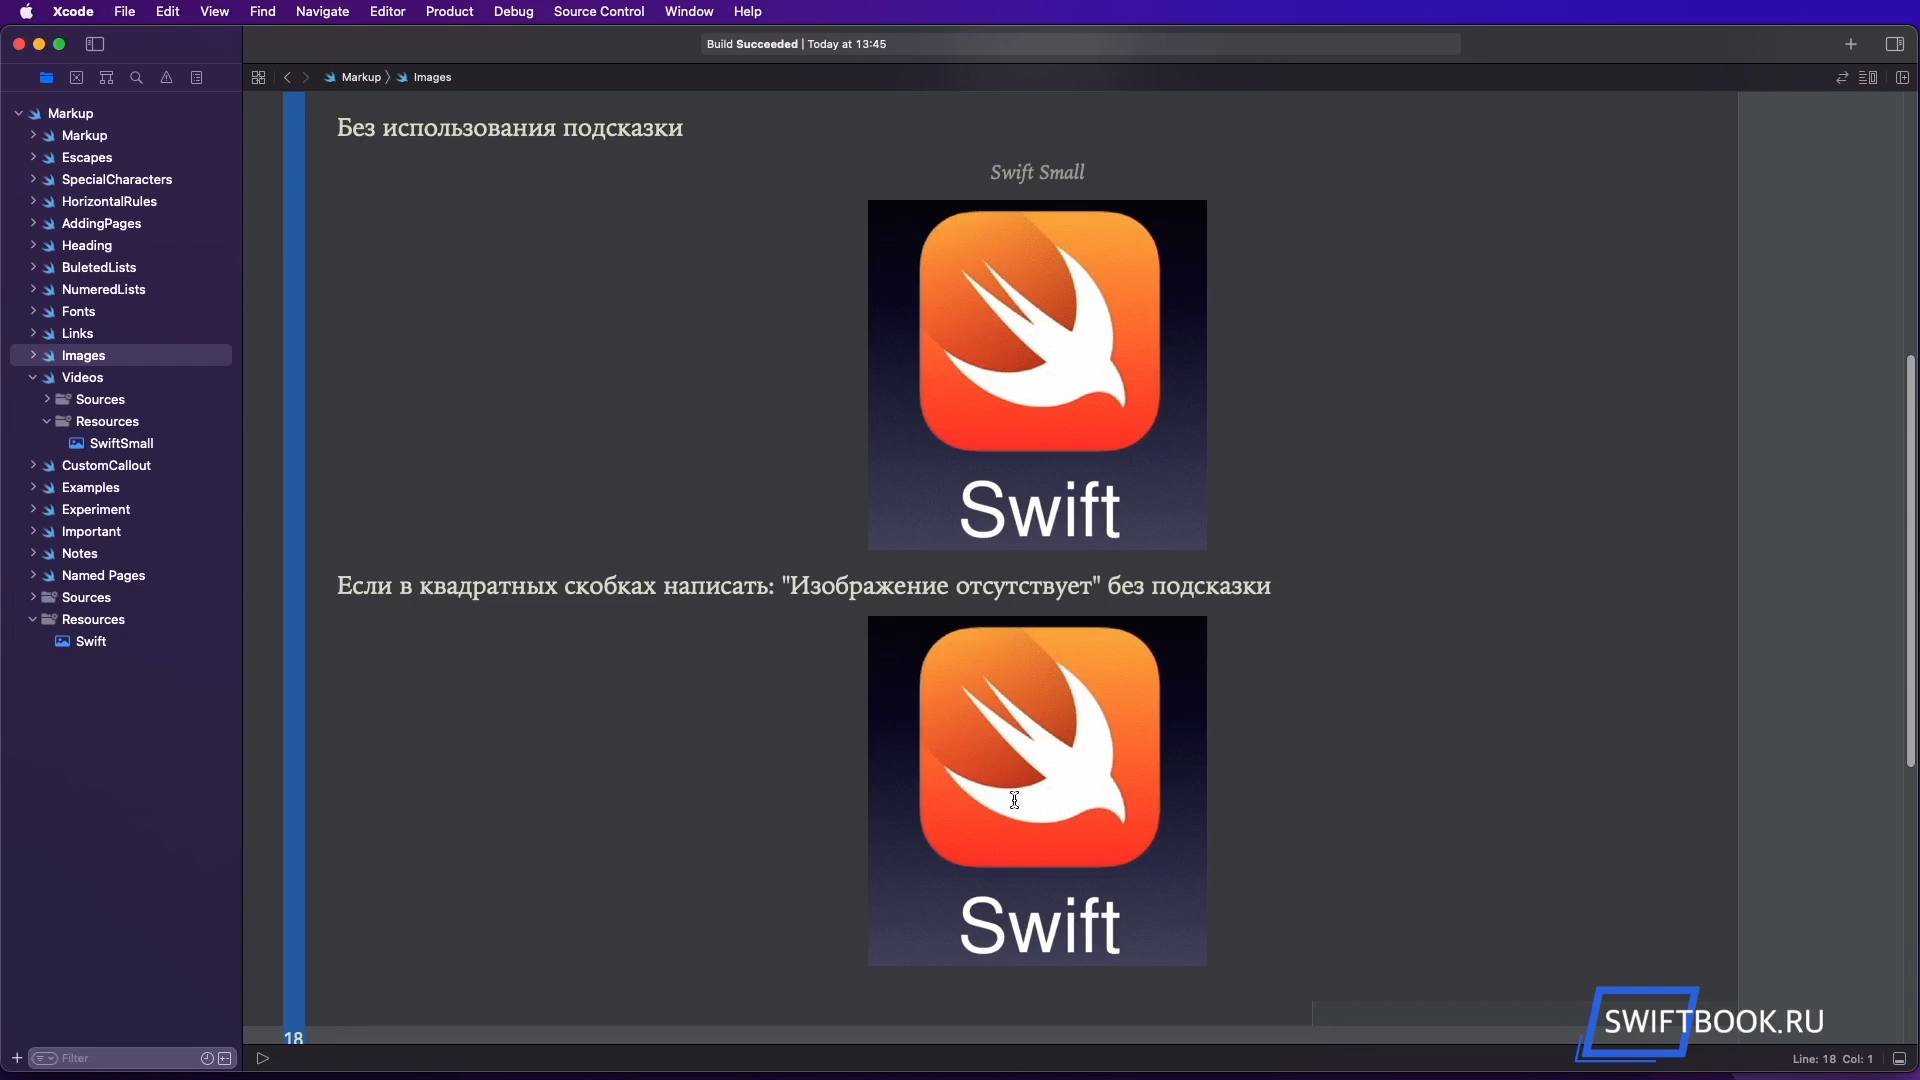 Xcode File Edit View Find Navigate Editor Product Debug Source Control Window Help
Build Succeeded | Today at 13:45
Markup Images
Markup
Markup
Escapes
SpecialCharacters
HorizontalRules
AddingPages
Heading
BuletedLists
NumeredLists
Fonts
Links
Images
Videos
Sources
Resources
SwiftSmall
CustomCallout
Examples
Experiment
Important
Notes
Named Pages
Sources
Resources
Swift
Filter
Без использования подсказки
Swift Small
Swift
Если в квадратных скобках написать: "Изображение отсутствует" без подсказки
Swift
18
SWIFTBOOK.RU
Line: 18 Col: 1